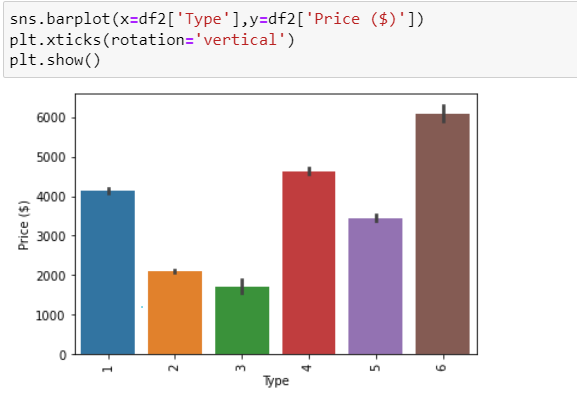 sns.barplot(x=df2['Type'],y=df2['Price ($)'])
plt.xticks(rotation='vertical')
plt.show()
6000
5000
4000
3000
2000
1000
0
Price ($)
1 2 3 4 5 6
Type